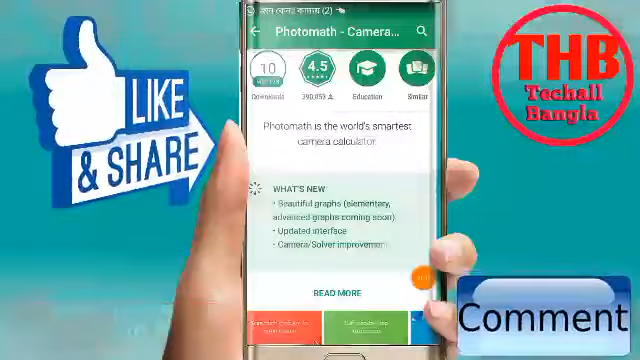 LIKE
& SHARE
Photomath - Camera...
10
Downloads
4.5
Education
Similar
Photomath is the world's smartest
camera calculator.
WHAT'S NEW
• Beautiful graphs (elementary,
advanced graphs coming soon)
• Updated interface
• Camera/Solver improvemen
READ MORE
THB
Techall
Bangla
Comment